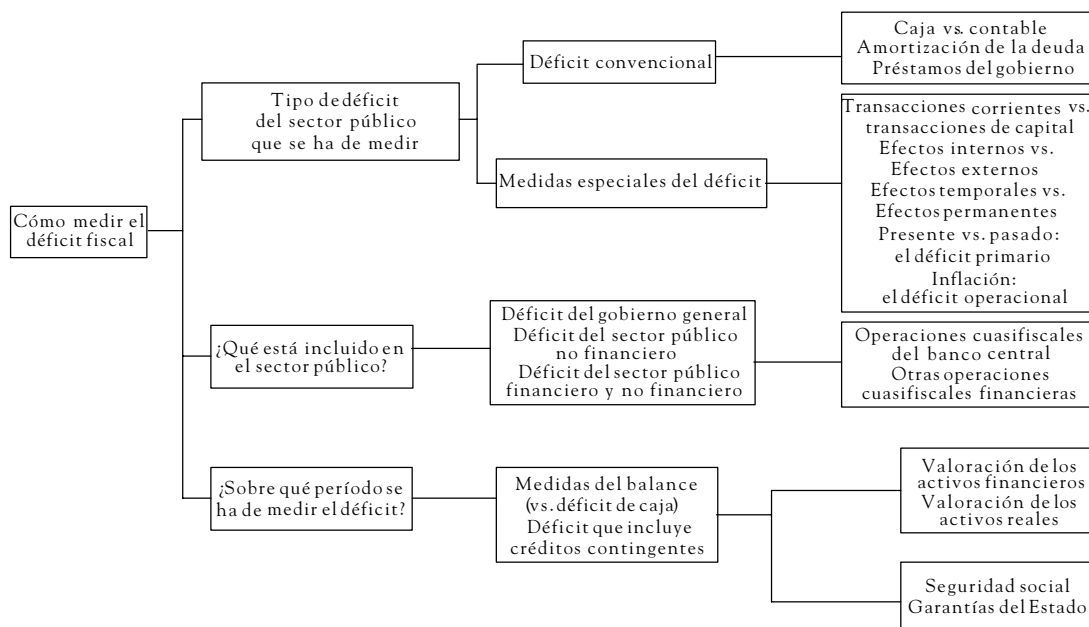 Cómo medir el
déficit fiscal
Tipo de déficit
del sector público
que se ha de medir
Déficit convencional
Caja vs. contable
Amortización de la deuda
Préstamos del gobierno
Medidas especiales del déficit
Transacciones corrientes vs.
transacciones de capital
Efectos internos vs.
Efectos externos
Efectos temporales vs.
Efectos permanentes
Presente vs. pasado:
el déficit primario
Inflación:
el déficit operacional
¿Qué está incluido en
el sector público?
Déficit del gobierno general
Déficit del sector público
no financiero
Déficit del sector público
financiero y no financiero
Operaciones cuasifiscales
del banco central
Otras operaciones
cuasifiscales financieras
¿Sobre qué período se
ha de medir el déficit?
Medidas del balance
(vs. déficit de caja)
Déficit que incluye
créditos contingentes
Valoración de los
activos financieros
Valoración de los
activos reales
Seguridad social
Garantías del Estado